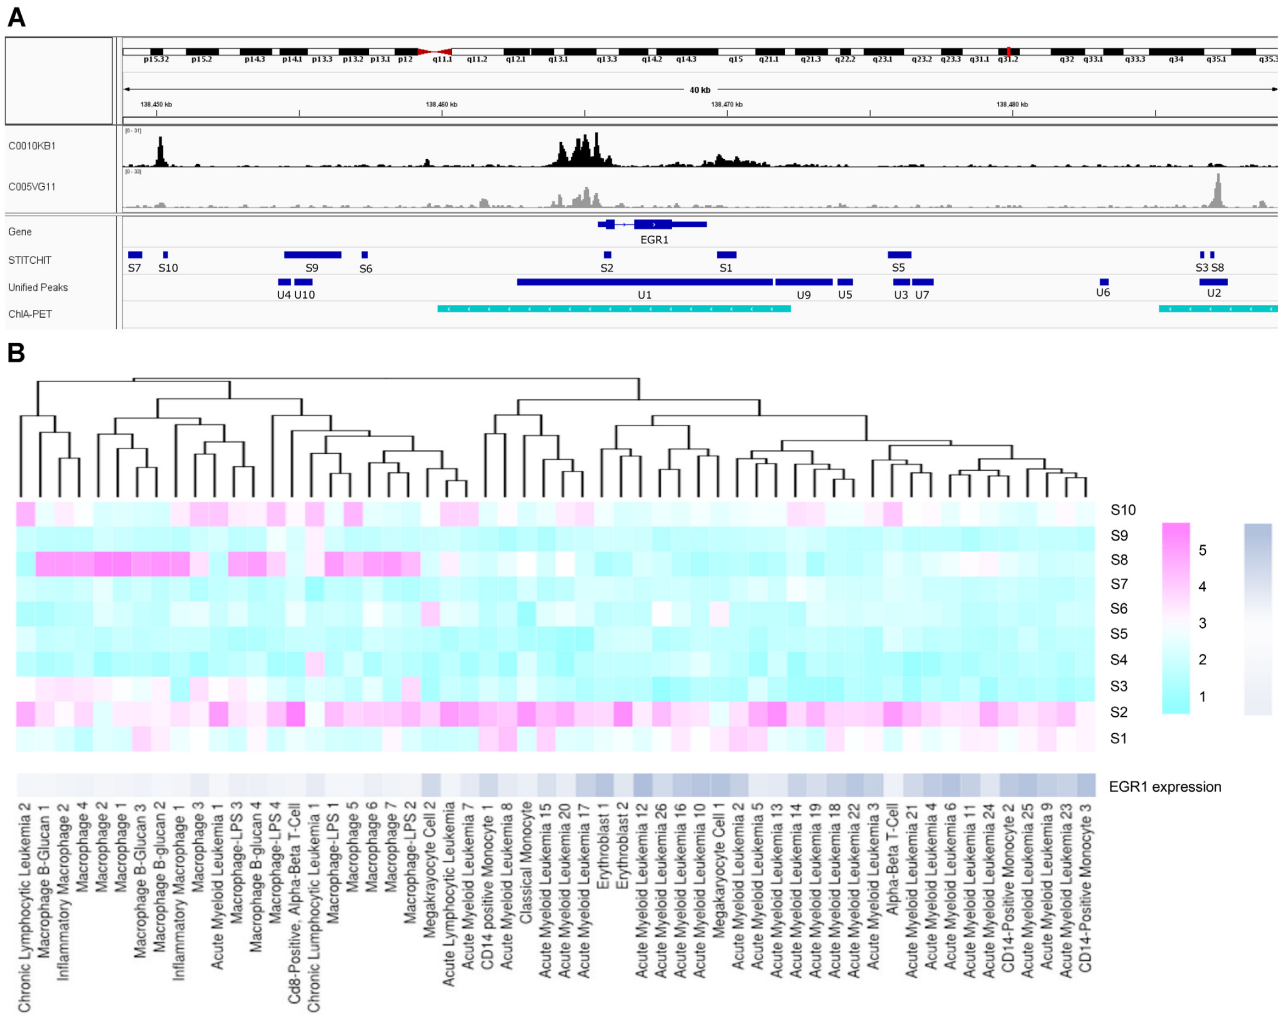 A
p15.32 p15.2 p14.3 p14.1 p13.3 p13.2 p13.1 p12 q11.1 q11.2 q12.1 q13.1 q13.3 q14.2 q14.3 q15 q21.1 q21.3 q22.2 q23.1 q23.2 q23.3 q31.1 q31.2 q32 q33.1 q33.3 q34 q35.1 q35.3
40 kb
138,450 kb 138,460 kb 138,470 kb 138,480 kb
[0 - 31]
C0010KB1
[0 - 33]
C005VG11
Gene
EGR1
STITCHIT
S7 S10 S9 S6 S2 S1 S5 S3 S8
Unified Peaks
U4 U10 U1 U9 U5 U3 U7 U6 U2
ChIA-PET
B
S10
S9
S8
S7
S6
S5
S4
S3
S2
S1
5
4
3
2
1
EGR1 expression
Chronic Lymphocytic Leukemia 2
Macrophage B-Glucan 1
Inflammatory Macrophage 2
Macrophage 4
Macrophage 2
Macrophage 1
Macrophage B-Glucan 3
Macrophage B-glucan 2
Inflammatory Macrophage 1
Macrophage 3
Acute Myeloid Leukemia 1
Macrophage-LPS 3
Macrophage B-glucan 4
Macrophage-LPS 4
Cd8-Positive, Alpha-Beta T-Cell
Chronic Lumphocytic Leukemia 1
Macrophage-LPS 1
Macrophage 5
Macrophage 6
Macrophage 7
Macrophage-LPS 2
Megakrayocyte Cell 2
Acute Lymphocytic Leukemia
Acute Myeloid Leukemia 7
CD14 positive Monocyte 1
Acute Myeloid Leukemia 8
Classical Monocyte
Acute Myeloid Leukemia 15
Acute Myeloid Leukemia 20
Acute Myeloid Leukemia 17
Erythroblast 1
Erythroblast 2
Acute Myeloid Leukemia 12
Acute Myeloid Leukemia 26
Acute Myeloid Leukemia 16
Acute Myeloid Leukemia 10
Megakaryocyte Cell 1
Acute Myeloid Leukemia 2
Acute Myeloid Leukemia 5
Acute Myeloid Leukemia 13
Acute Myeloid Leukemia 14
Acute Myeloid Leukemia 19
Acute Myeloid Leukemia 18
Acute Myeloid Leukemia 22
Acute Myeloid Leukemia 3
Alpha-Beta T-Cell
Acute Myeloid Leukemia 21
Acute Myeloid Leukemia 4
Acute Myeloid Leukemia 6
Acute Myeloid Leukemia 11
Acute Myeloid Leukemia 24
CD14-Positive Monocyte 2
Acute Myeloid Leukemia 25
Acute Myeloid Leukemia 9
Acute Myeloid Leukemia 23
CD14-Positive Monocyte 3